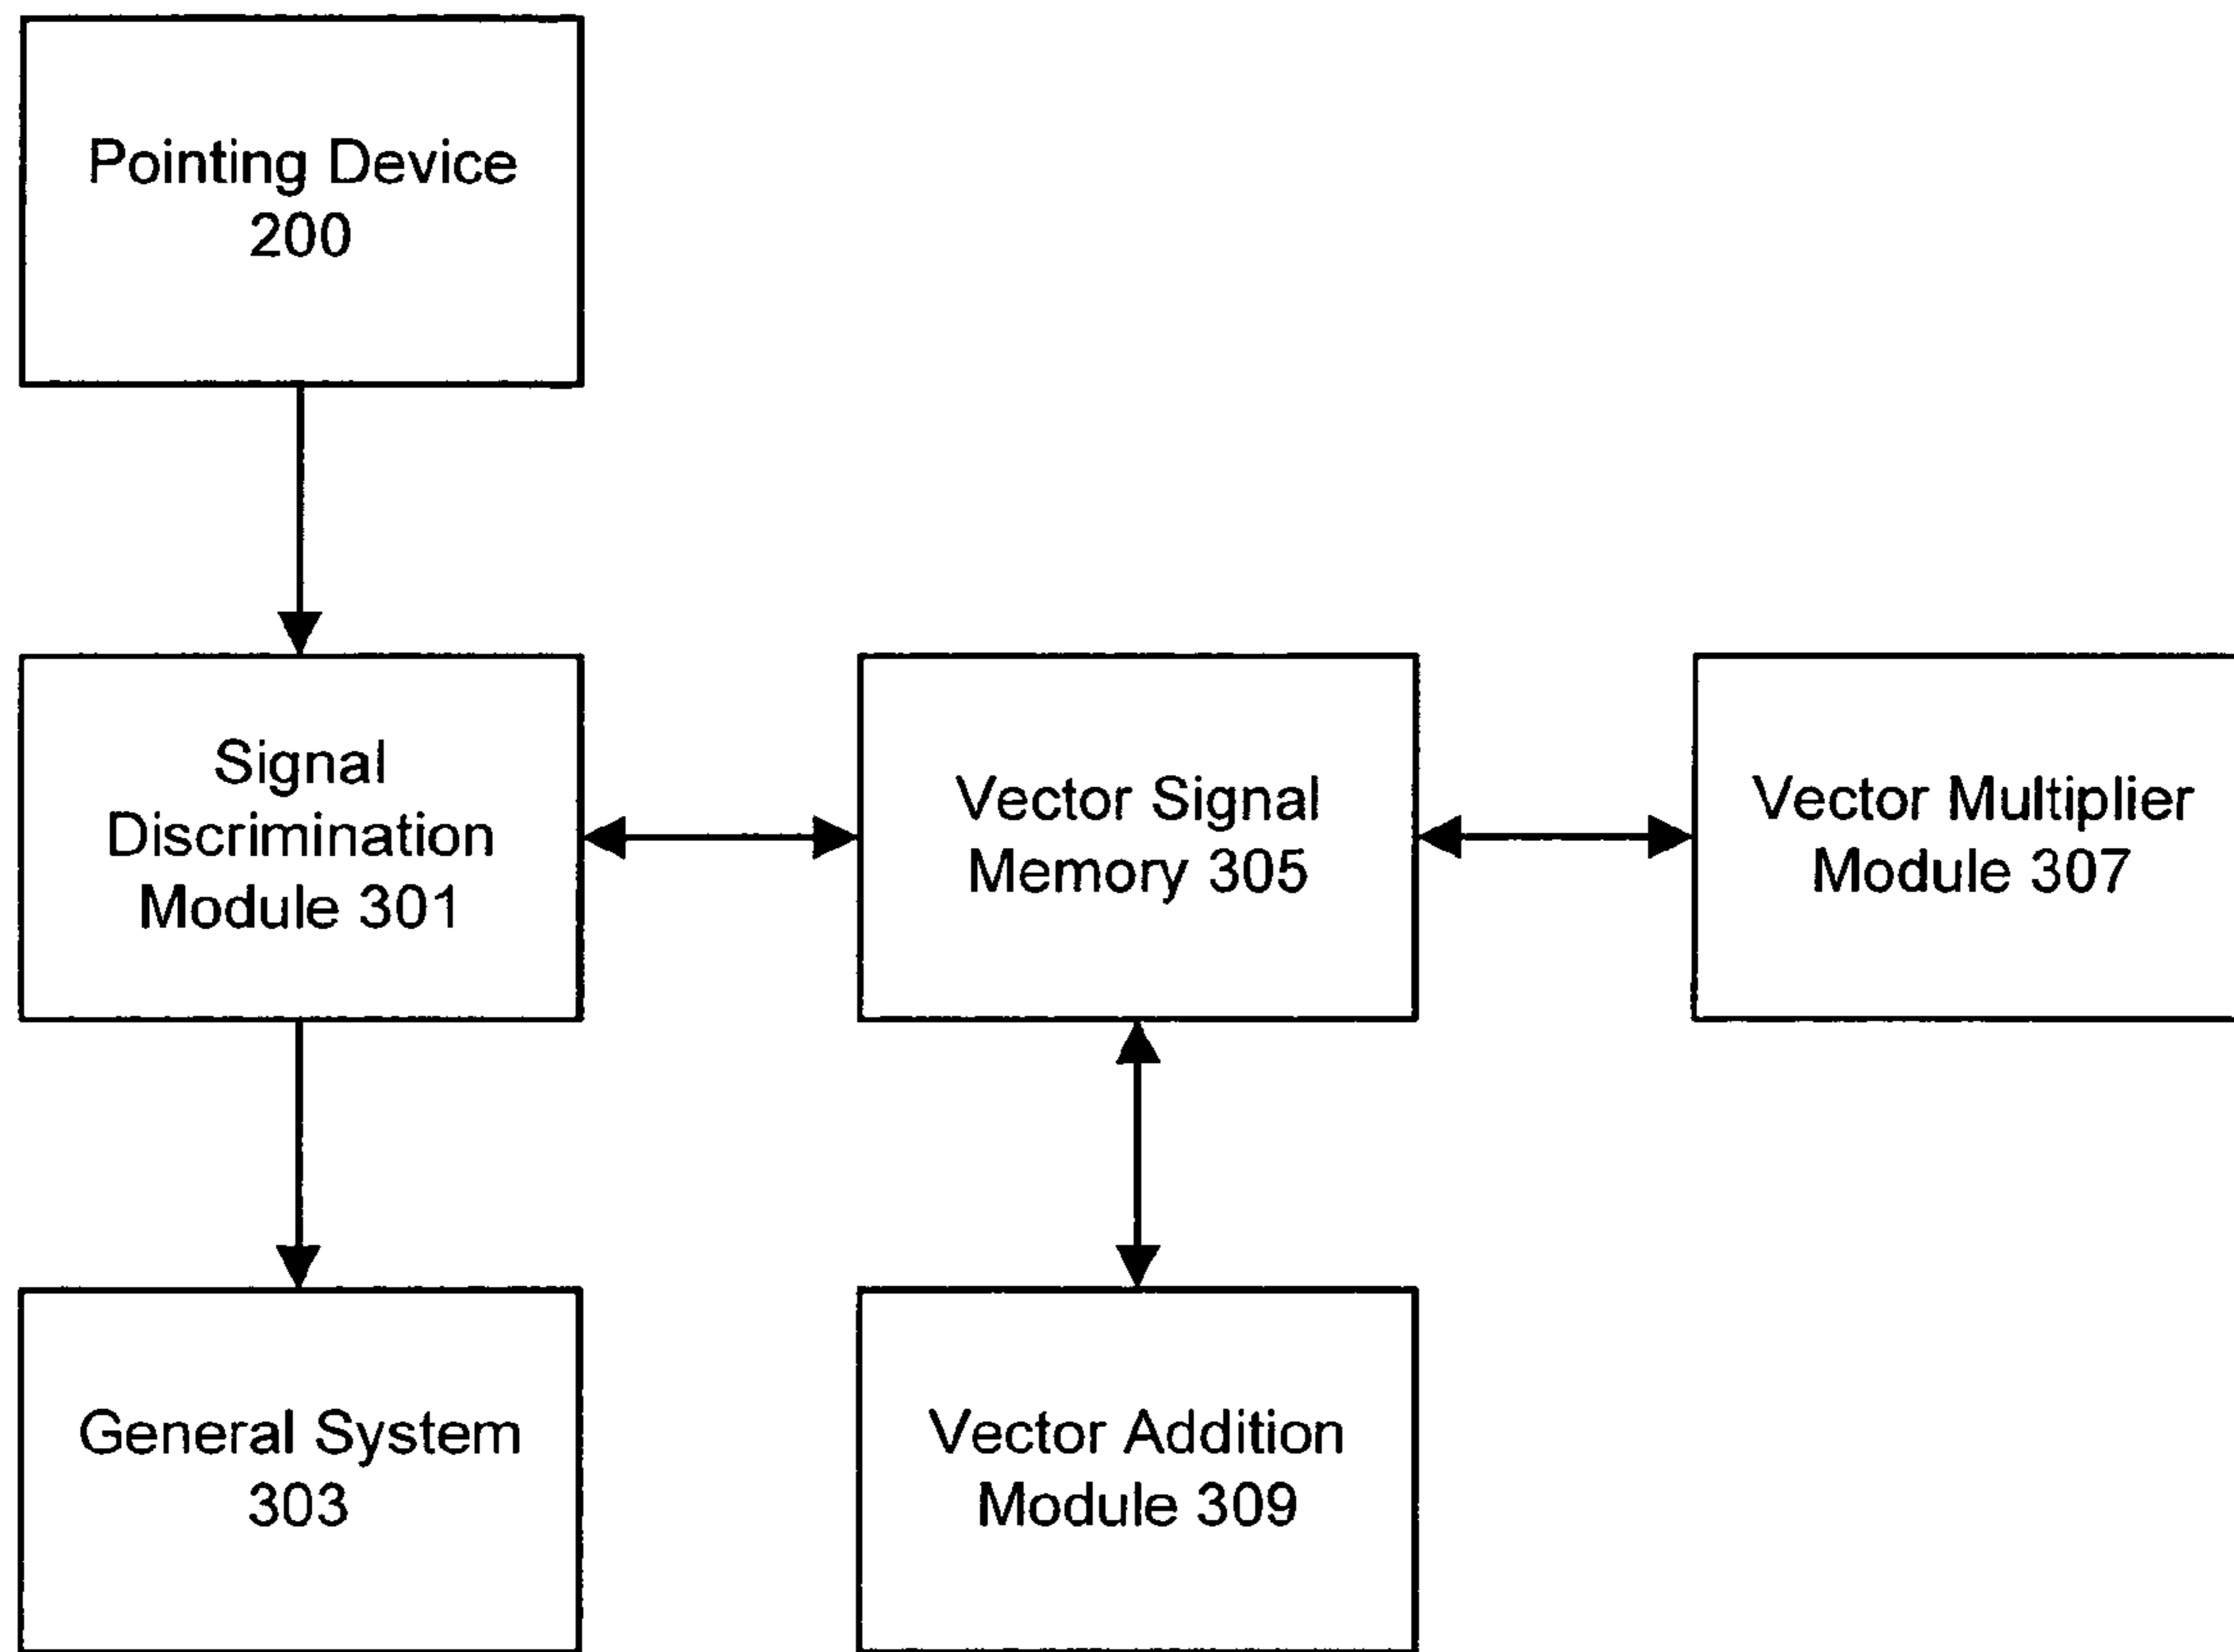 Pointing Device
200
Signal
Discrimination
Module 301
Vector Signal
Memory 305
Vector Multiplier
Module 307
General System
303
Vector Addition
Module 309